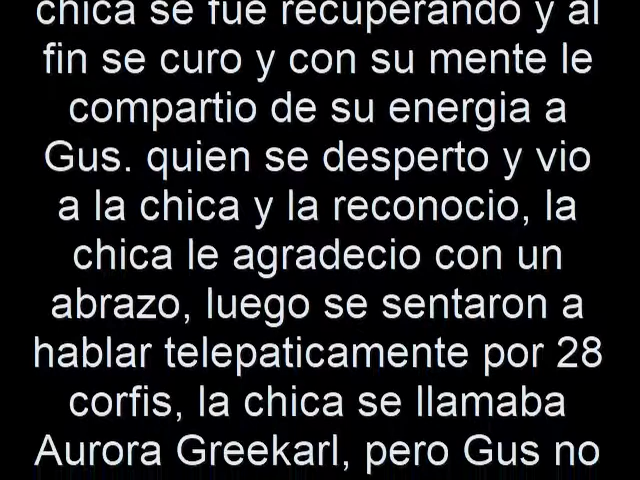 chica se fue recuperando y al
fin se curo y con su mente le
compartio de su energia a
Gus. quien se desperto y vio
a la chica y la reconocio, la
chica le agradecio con un
abrazo, luego se sentaron a
hablar telepaticamente por 28
corfis, la chica se llamaba
Aurora Greekarl, pero Gus no